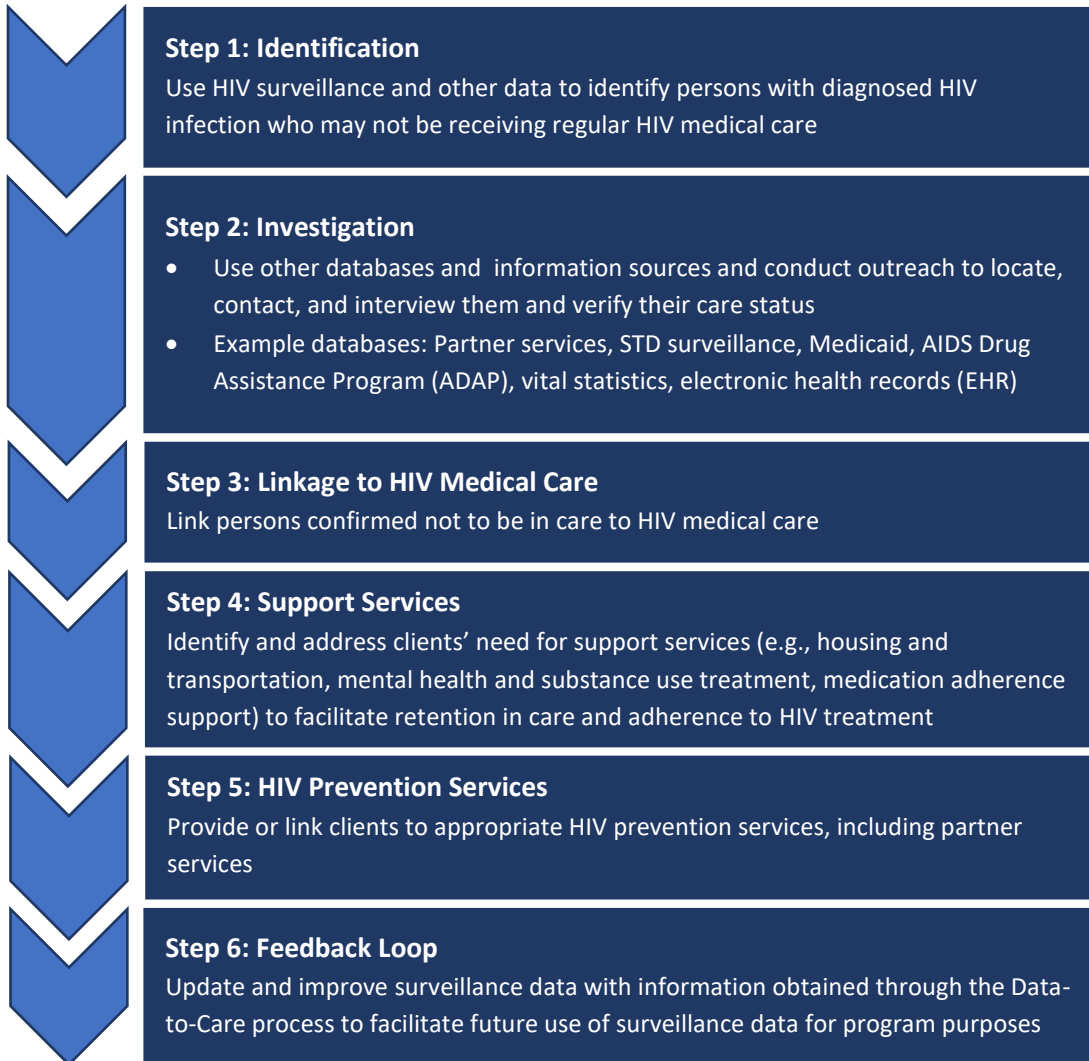 Step 1: Identification
Use HIV surveillance and other data to identify persons with diagnosed HIV
infection who may not be receiving regular HIV medical care
Step 2: Investigation
• Use other databases and information sources and conduct outreach to locate,
contact, and interview them and verify their care status
• Example databases: Partner services, STD surveillance, Medicaid, AIDS Drug
Assistance Program (ADAP), vital statistics, electronic health records (EHR)
Step 3: Linkage to HIV Medical Care
Link persons confirmed not to be in care to HIV medical care
Step 4: Support Services
Identify and address clients’ need for support services (e.g., housing and
transportation, mental health and substance use treatment, medication adherence
support) to facilitate retention in care and adherence to HIV treatment
Step 5: HIV Prevention Services
Provide or link clients to appropriate HIV prevention services, including partner
services
Step 6: Feedback Loop
Update and improve surveillance data with information obtained through the Data-
to-Care process to facilitate future use of surveillance data for program purposes